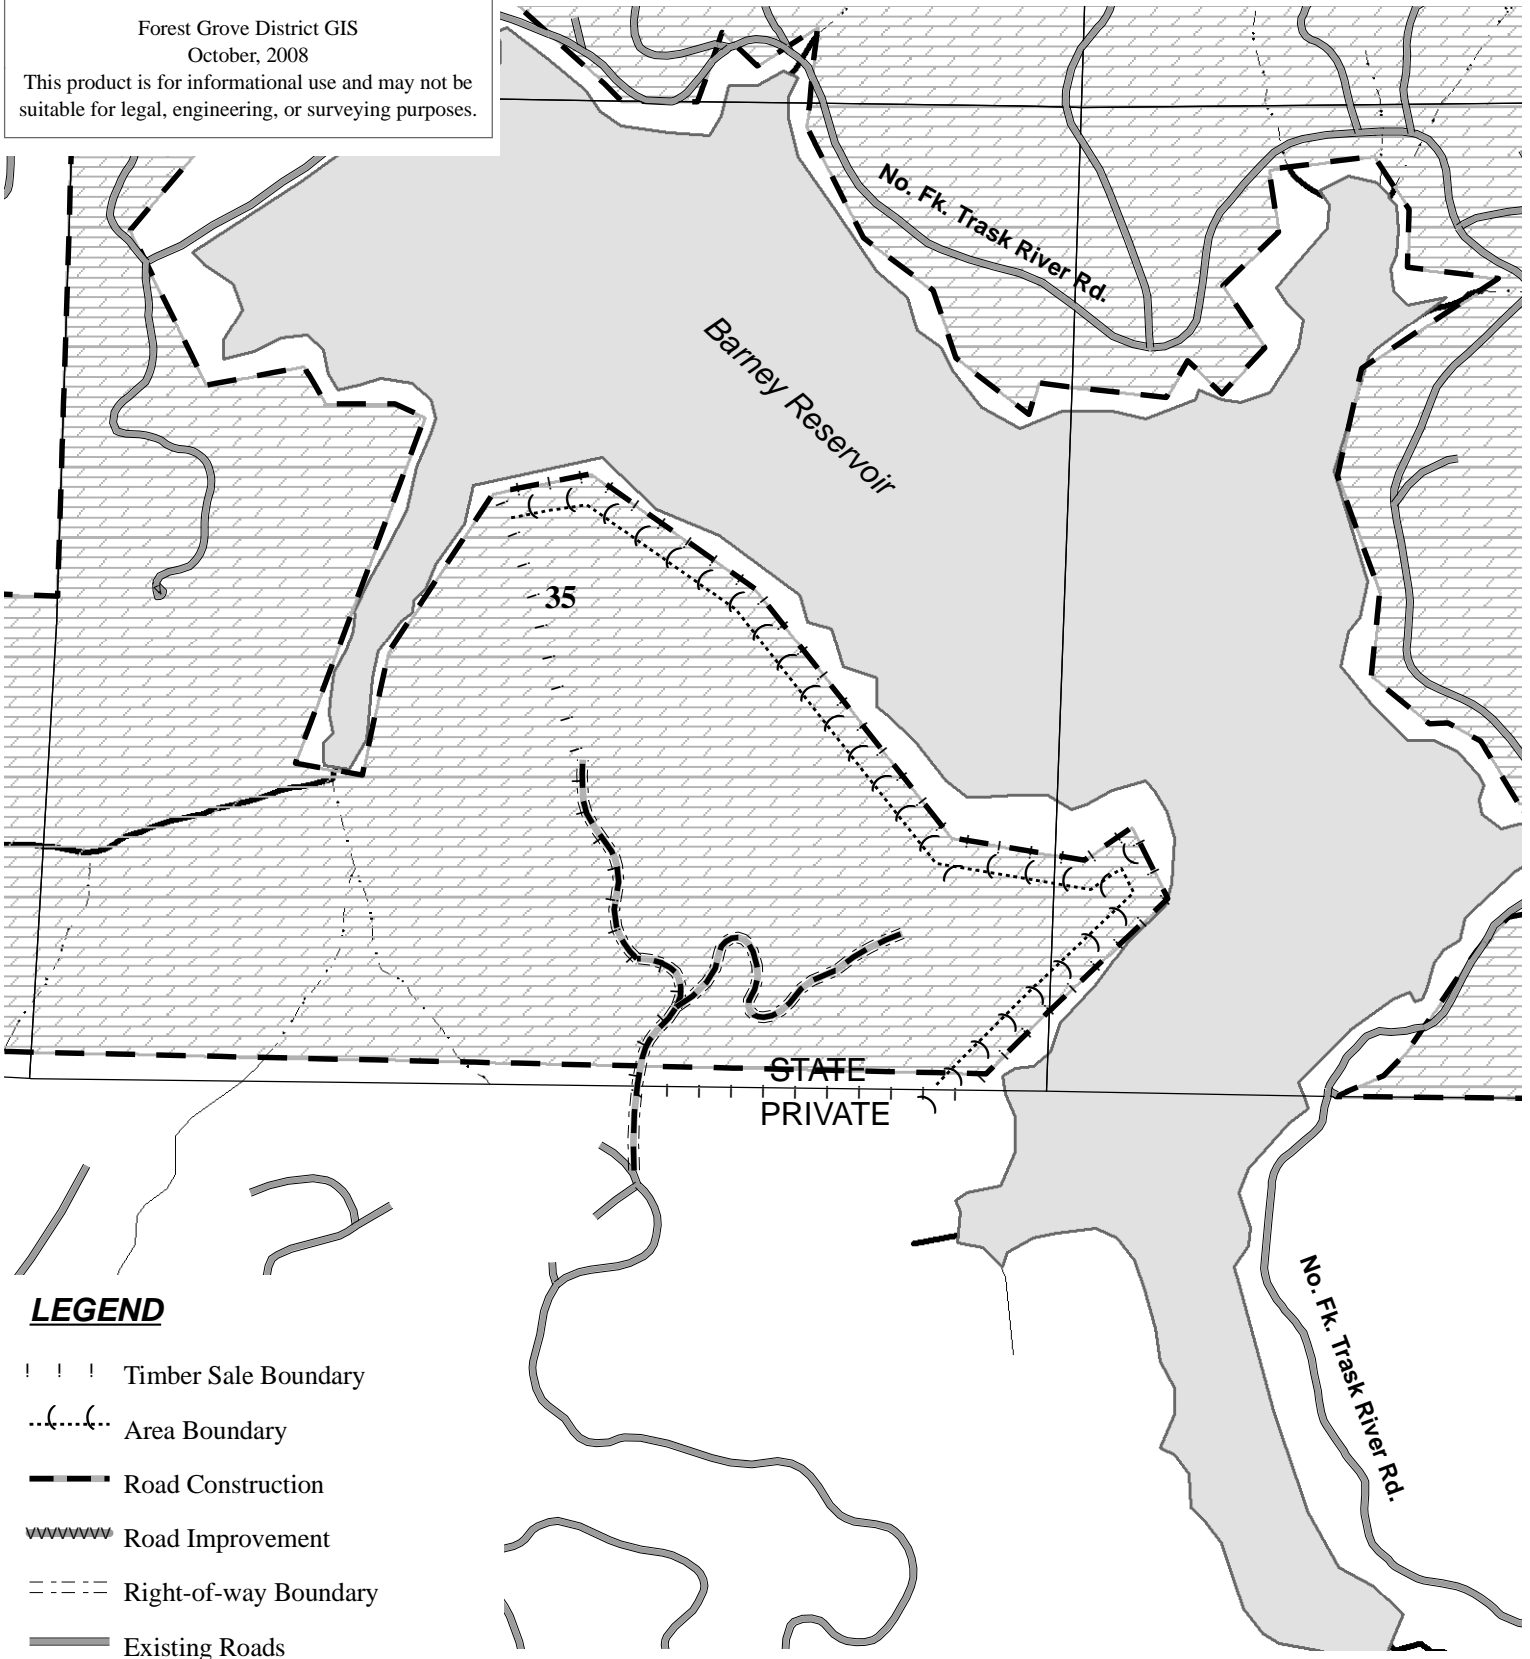 Forest Grove District GIS
October, 2008
This product is for informational use and may not be
suitable for legal, engineering, or surveying purposes.
No. Fk. Trask River Rd.
Barney Reservoir
35
STATE
PRIVATE
No. Fk. Trask River Rd.
LEGEND
Timber Sale Boundary
Area Boundary
Road Construction
Road Improvement
Right-of-way Boundary
Existing Roads